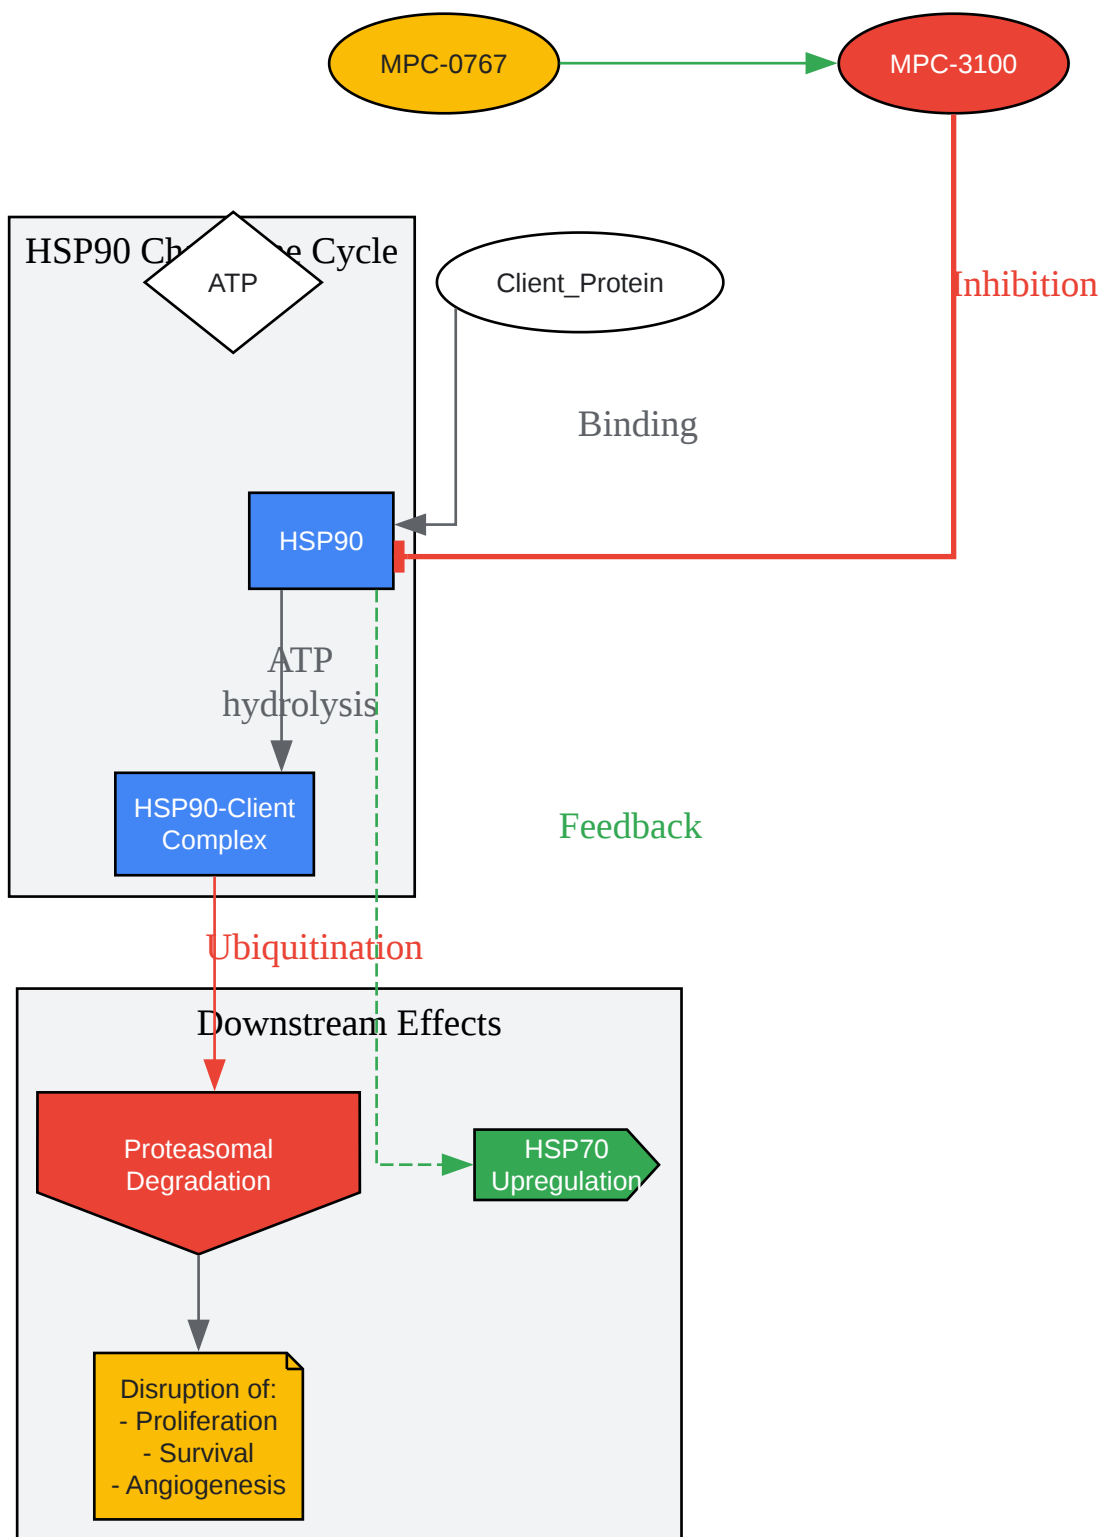 MPC-0767
MPC-3100
HSP90 Ch e Cycle
ATP
Client_Protein
Inhibition
Binding
HSP90
ATP
hydrolysis
HSP90-Client
Complex
Feedback
Ubiquitination
Downstream Effects
Proteasomal
Degradation
HSP70
Upregulation
Disruption of:
- Proliferation
- Survival
- Angiogenesis